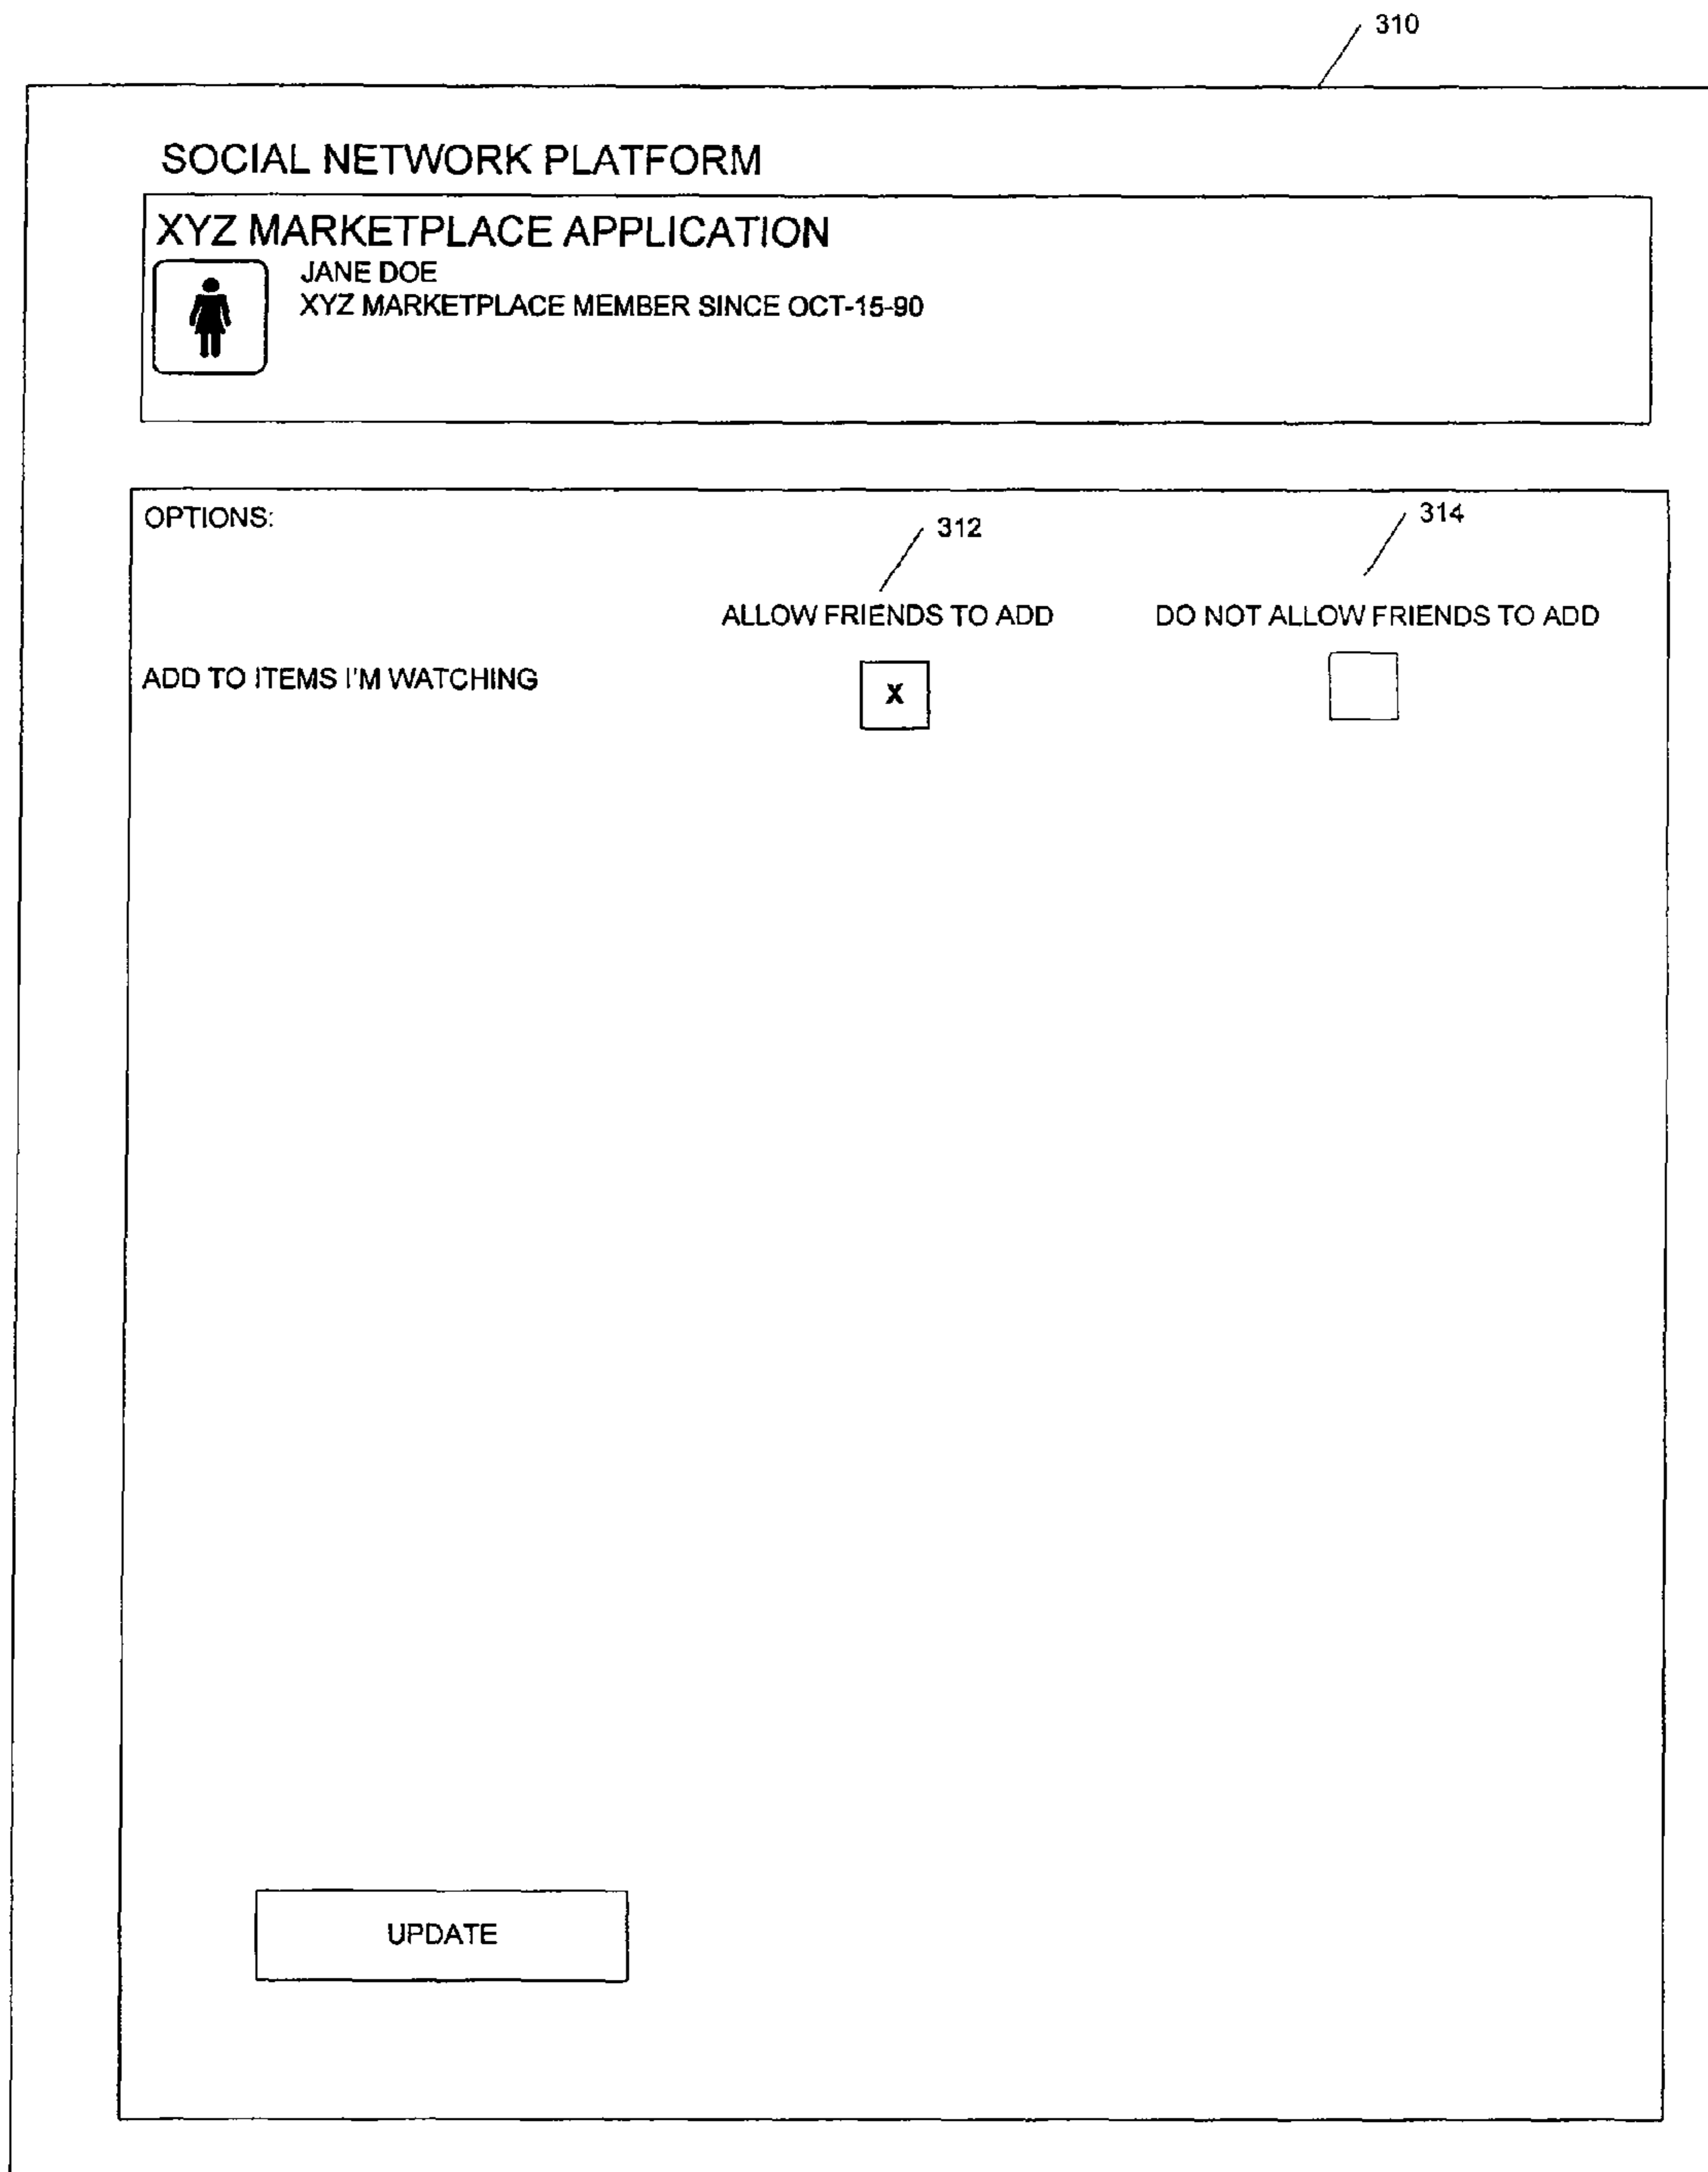 310
SOCIAL NETWORK PLATFORM
XYZ MARKETPLACE APPLICATION
JANE DOE
XYZ MARKETPLACE MEMBER SINCE OCT-15-90
OPTIONS:
312
314
ALLOW FRIENDS TO ADD
DO NOT ALLOW FRIENDS TO ADD
ADD TO ITEMS I'M WATCHING
X
UPDATE